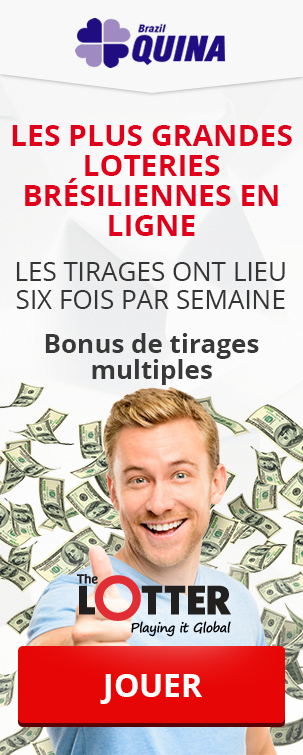 Brazil
QUINA
LES PLUS GRANDES
LOTERIES
BRÉSILIENNES EN
LIGNE
LES TIRAGES ONT LIEU
SIX FOIS PAR SEMAINE
Bonus de tirages
multiples
The
LOTTER
Playing it Global
JOUER